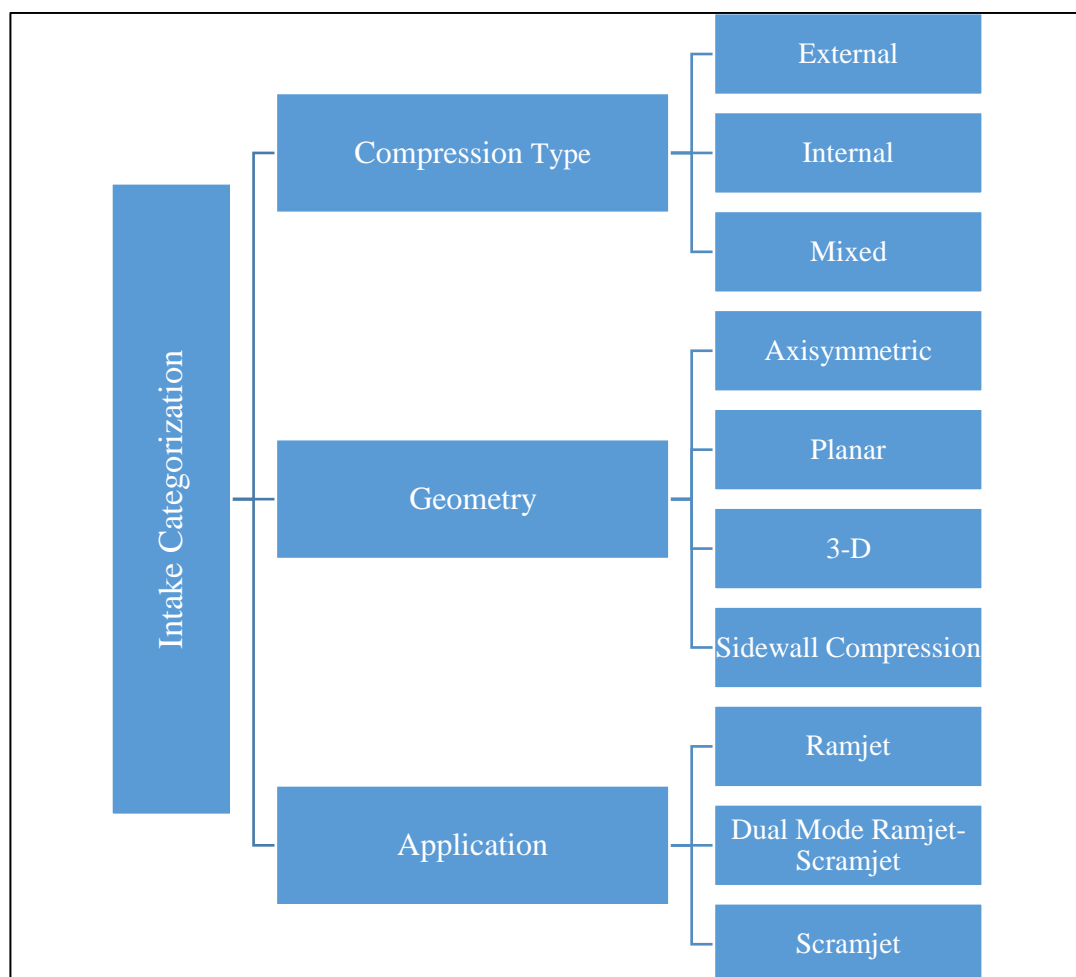 Intake Categorization
Compression Type
External
Internal
Mixed
Geometry
Axisymmetric
Planar
3-D
Sidewall Compression
Application
Ramjet
Dual Mode Ramjet-
Scramjet
Scramjet